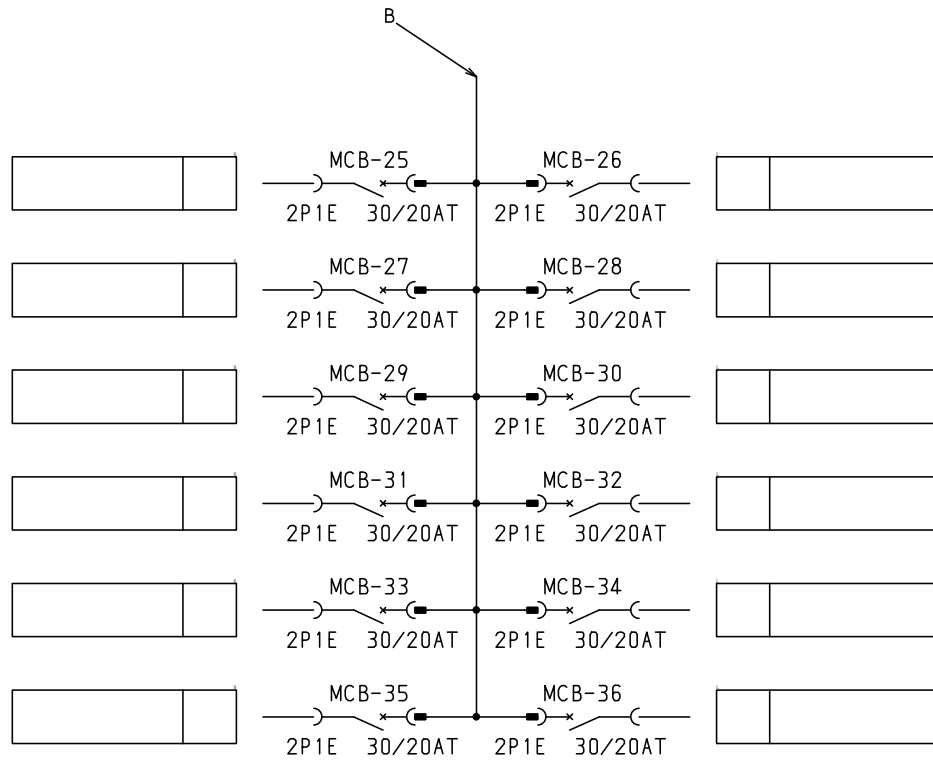 B
MCB-25 MCB-26
2P1E 30/20AT 2P1E 30/20AT
MCB-27 MCB-28
2P1E 30/20AT 2P1E 30/20AT
MCB-29 MCB-30
2P1E 30/20AT 2P1E 30/20AT
MCB-31 MCB-32
2P1E 30/20AT 2P1E 30/20AT
MCB-33 MCB-34
2P1E 30/20AT 2P1E 30/20AT
MCB-35 MCB-36
2P1E 30/20AT 2P1E 30/20AT